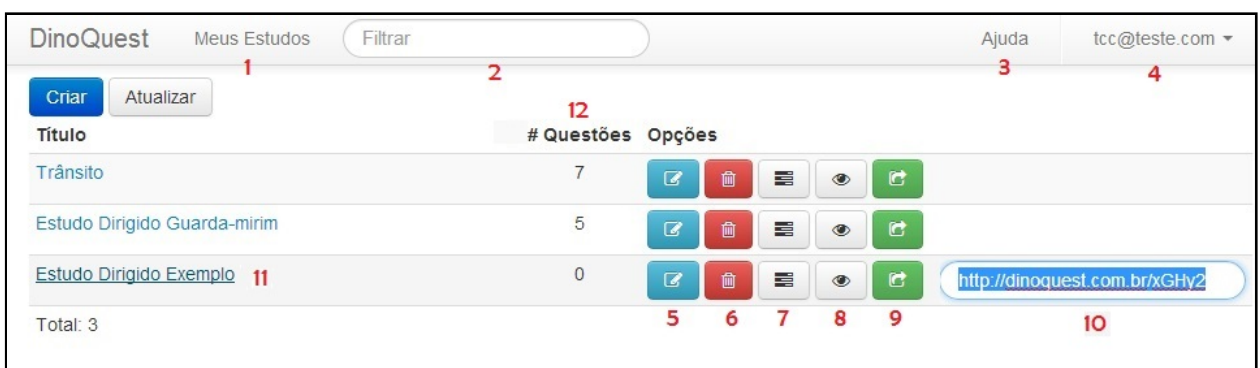 DinoQuest Meus Estudos Filtrar Ajuda tcc@teste.com
1 2 3 4
Criar Atualizar
12
Título # Questões Opções
Trânsito 7
Estudo Dirigido Guarda-mirim 5
Estudo Dirigido Exemplo 11 0 http://dinoquest.com.br/xGHy2
Total: 3 5 6 7 8 9 10